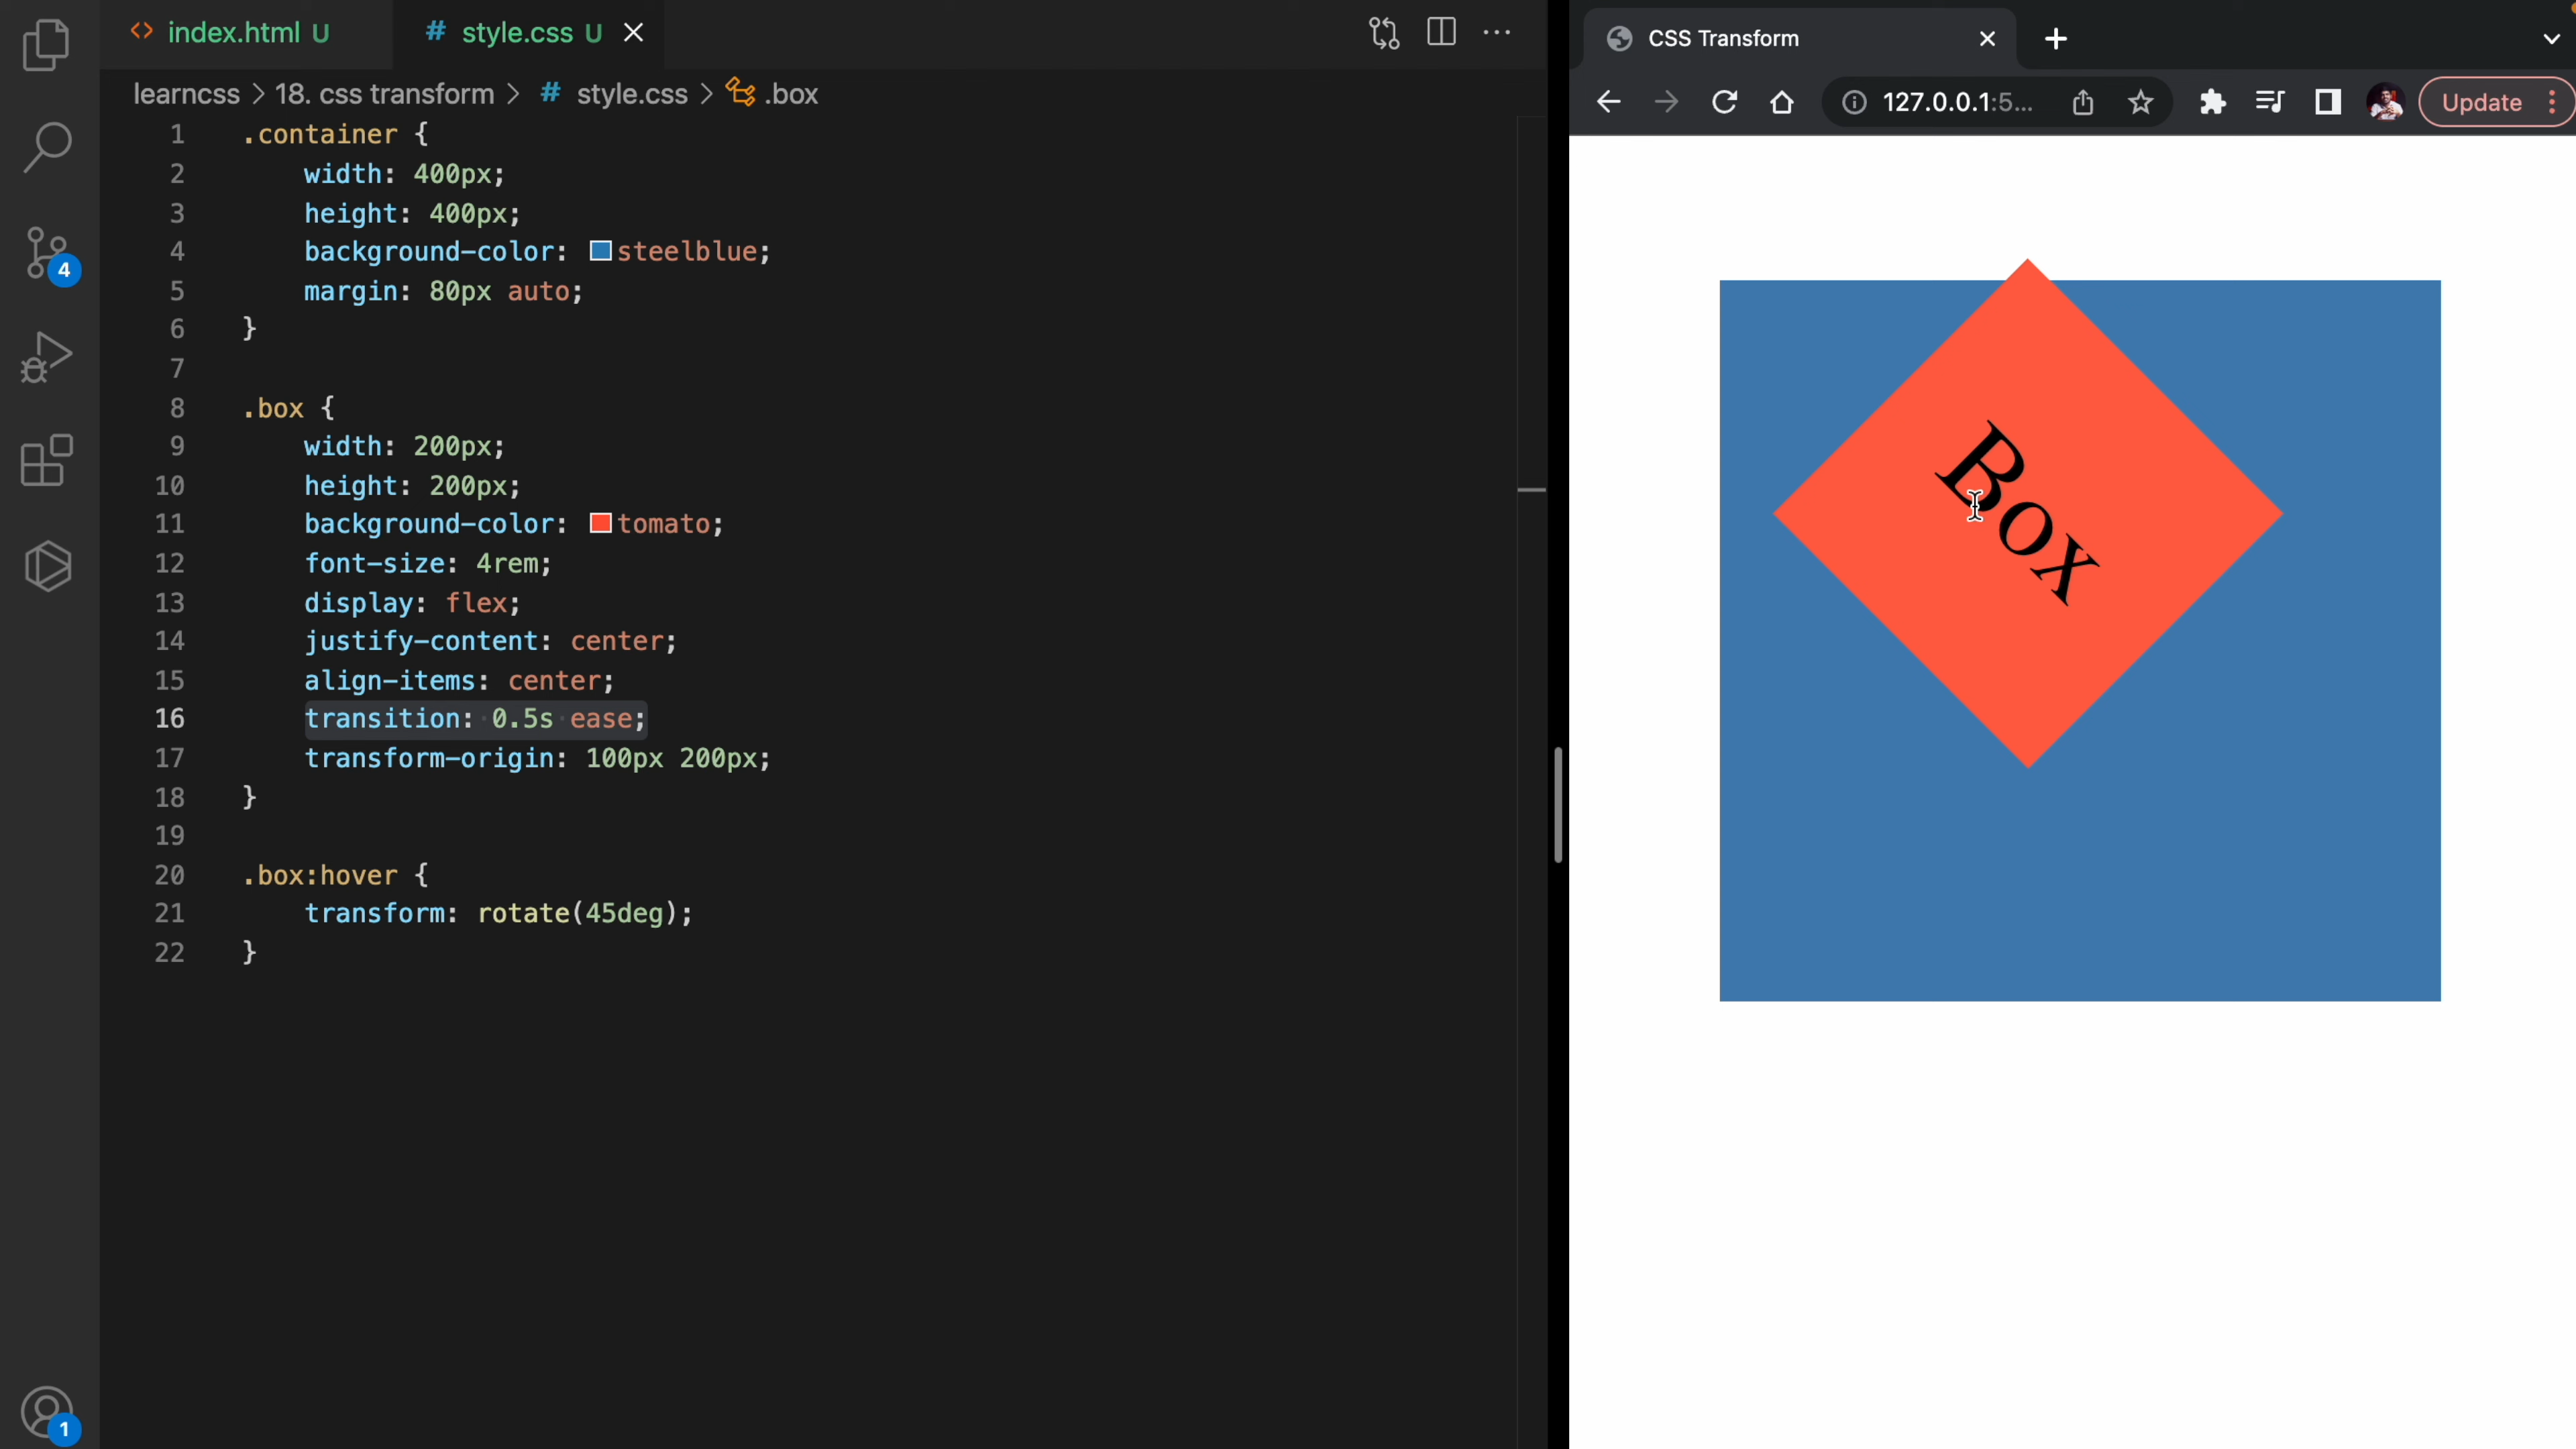 index.html U
style.css U
learncss > 18. css transform > # style.css > .box
1 .container {
2 width: 400px;
3 height: 400px;
4 background-color: steelblue;
5 margin: 80px auto;
6 }
7
8 .box {
9 width: 200px;
10 height: 200px;
11 background-color: tomato;
12 font-size: 4rem;
13 display: flex;
14 justify-content: center;
15 align-items: center;
16 transition: 0.5s ease;
17 transform-origin: 100px 200px;
18 }
19
20 .box:hover {
21 transform: rotate(45deg);
22 }
4
1
CSS Transform
127.0.0.1:5...
Update
Box